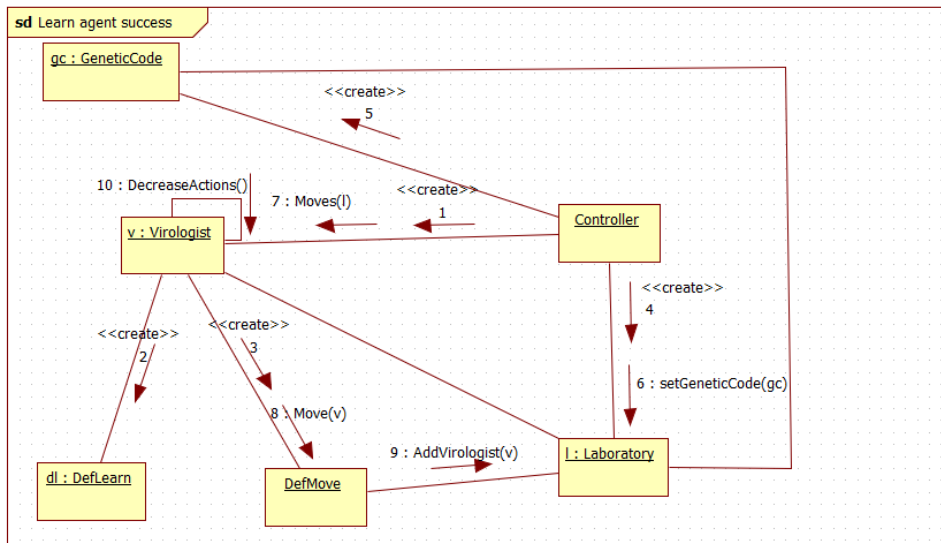 sd Learn agent success
gc : GeneticCode
<<create>>
5
10 : DecreaseActions()
7 : Moves(l)
<<create>>
1
Controller
v : Virologist
<<create>>
4
<<create>>
2
<<create>>
3
6 : setGeneticCode(gc)
8 : Move(v)
9 : AddVirologist(v)
l : Laboratory
dl : DefLearn
DefMove